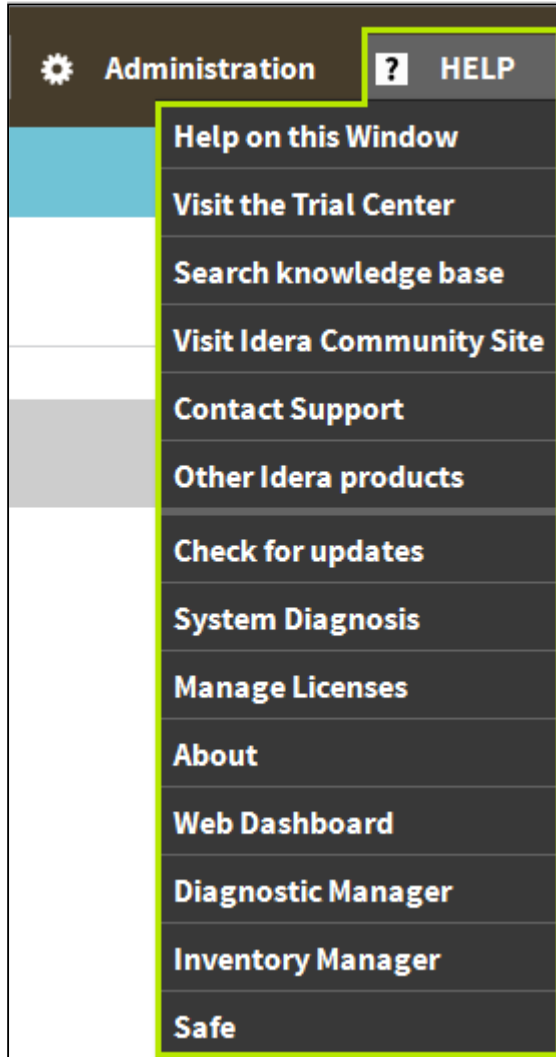 Administration ? HELP
Help on this Window
Visit the Trial Center
Search knowledge base
Visit Idera Community Site
Contact Support
Other Idera products
Check for updates
System Diagnosis
Manage Licenses
About
Web Dashboard
Diagnostic Manager
Inventory Manager
Safe